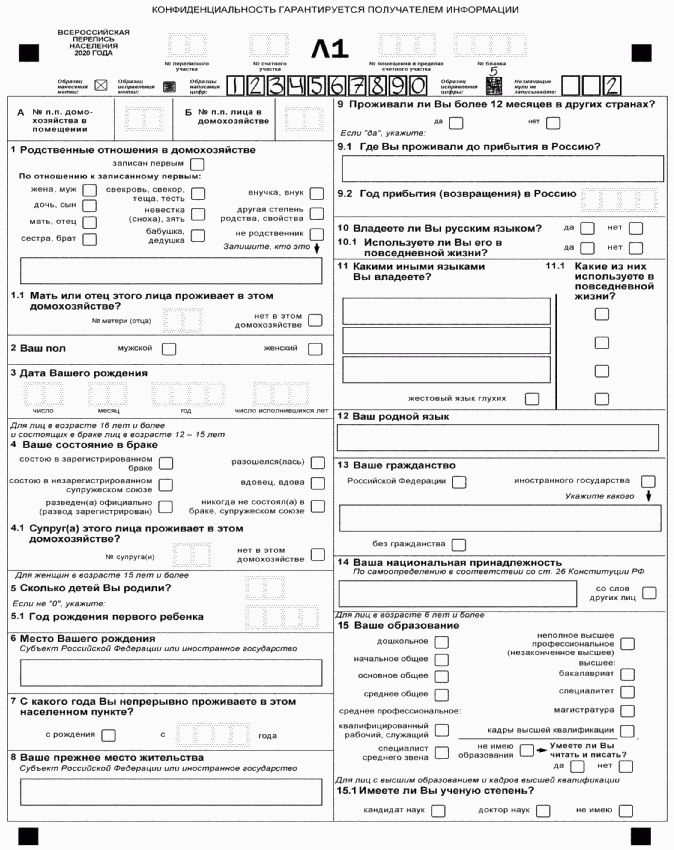 КОНФИДЕНЦИАЛЬНОСТЬ ГАРАНТИРУЕТСЯ ПОЛУЧАТЕЛЕМ ИНФОРМАЦИИ
ВСЕРОССИЙСКАЯ
ПЕРЕПИСЬ
НАСЕЛЕНИЯ
2020 ГОДА
№ переписного
участка
№ счетного
участка
Л1
№ помещения в пределах
счетного участка
№ бланка
Образец
нанесения
метки:
Образец
исправления
метки:
Образцы
написания
цифр:
1 2 3 4 5 6 7 8 9 0
Образец
исправления
цифры:
5
Незначащие
нули не
записывать:
2
А № п.п. домо-
хозяйства в
помещении
Б № п.п. лица в
домохозяйстве
1 Родственные отношения в домохозяйстве
записан первым
По отношению к записанному первым:
жена, муж
дочь, сын
мать, отец
сестра, брат
свекровь, свекор,
теща, тесть
невестка
(сноха), зять
бабушка,
дедушка
внучка, внук
другая степень
родства, свойства
не родственник
Запишите, кто это
1.1 Мать или отец этого лица проживает в этом
домохозяйстве?
№ матери (отца)
нет в этом
домохозяйстве
2 Ваш пол
мужской
женский
3 Дата Вашего рождения
число
месяц
год
число исполнившихся лет
Для лиц в возрасте 16 лет и более
и состоящих в браке лиц в возрасте 12 – 15 лет
4 Ваше состояние в браке
состою в зарегистрированном
браке
состою в незарегистрированном
супружеском союзе
разведен(а) официально
(развод зарегистрирован)
разошелся(лась)
вдовец, вдова
никогда не состоял(а) в
браке, супружеском союзе
4.1 Супруг(а) этого лица проживает в этом
домохозяйстве?
№ супруга(и)
нет в этом
домохозяйстве
Для женщин в возрасте 15 лет и более
5 Сколько детей Вы родили?
Если не "0", укажите:
5.1 Год рождения первого ребенка
6 Место Вашего рождения
Субъект Российской Федерации или иностранное государство
7 С какого года Вы непрерывно проживаете в этом
населенном пункте?
с рождения
с
года
8 Ваше прежнее место жительства
Субъект Российской Федерации или иностранное государство
9 Проживали ли Вы более 12 месяцев в других странах?
да
нет
Если "да", укажите:
9.1 Где Вы проживали до прибытия в Россию?
9.2 Год прибытия (возвращения) в Россию
10 Владеете ли Вы русским языком?
да
нет
10.1 Используете ли Вы его в
повседневной жизни?
да
нет
11 Какими иными языками
Вы владеете?
жестовый язык глухих
11.1 Какие из них
используете в
повседневной
жизни?
12 Ваш родной язык
13 Ваше гражданство
Российской Федерации
иностранного государства
Укажите какого
без гражданства
14 Ваша национальная принадлежность
По самоопределению в соответствии со ст. 26 Конституции РФ
со слов
других лиц
Для лиц в возрасте 6 лет и более
15 Ваше образование
дошкольное
начальное общее
основное общее
среднее общее
среднее профессиональное:
квалифицированный
рабочий, служащий
специалист
среднего звена
неполное высшее
профессиональное
(незаконченное высшее)
высшее:
бакалавриат
специалитет
магистратура
кадры высшей квалификации
не имею
образования
Умеете ли Вы
читать и писать?
да
нет
Для лиц с высшим образованием и кадров высшей квалификации
15.1 Имеете ли Вы ученую степень?
кандидат наук
доктор наук
не имею